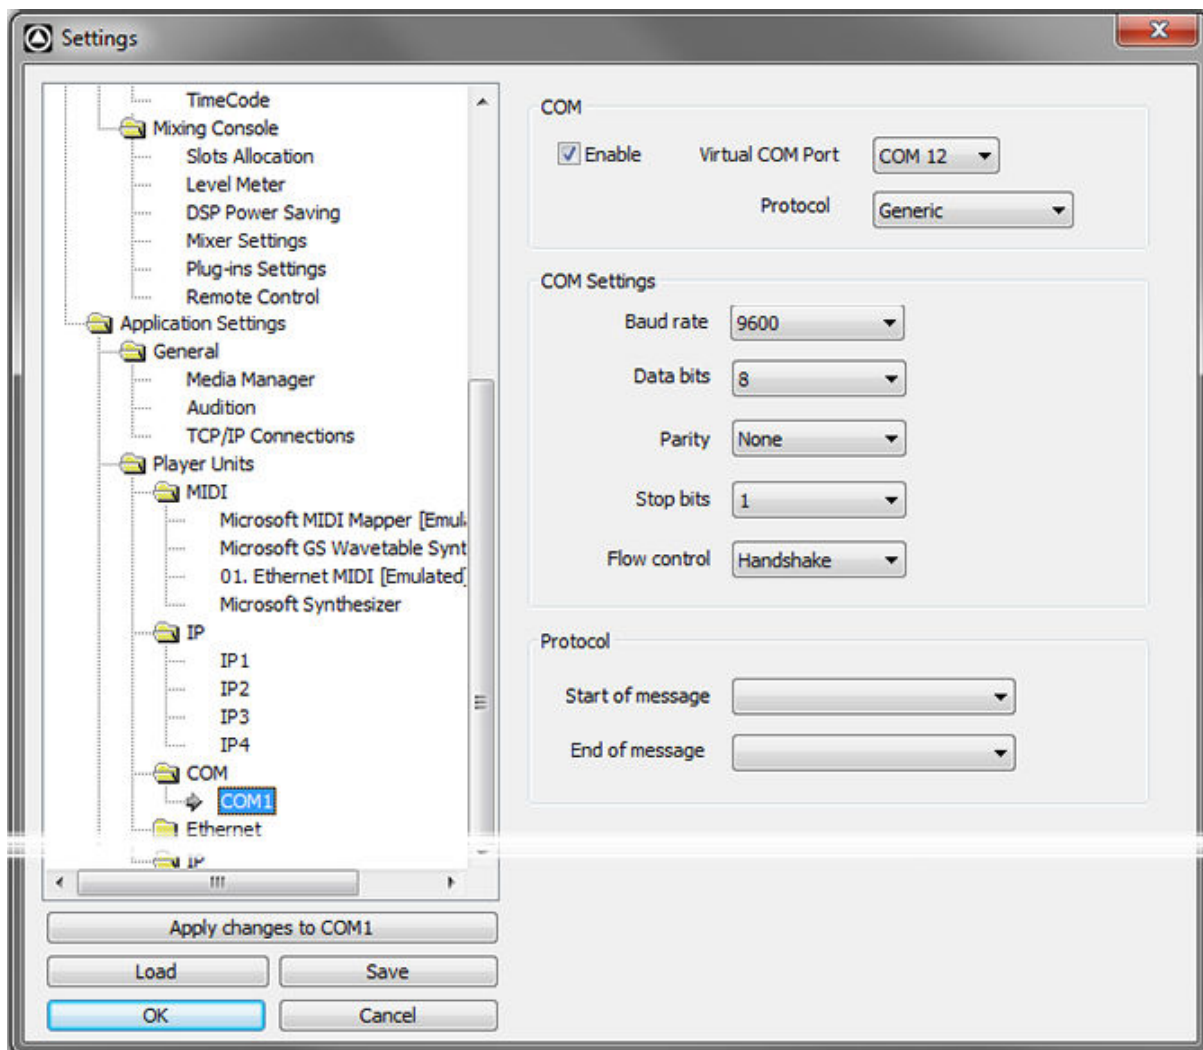 Settings
TimeCode
Mixing Console
Slots Allocation
Level Meter
DSP Power Saving
Mixer Settings
Plug-ins Settings
Remote Control
Application Settings
General
Media Manager
Audition
TCP/IP Connections
Player Units
MIDI
Microsoft MIDI Mapper [Emul
Microsoft GS Wavetable Synt
01. Ethernet MIDI [Emulated]
Microsoft Synthesizer
IP
IP1
IP2
IP3
IP4
COM
COM1
Ethernet
IP
Apply changes to COM1
Load Save
OK Cancel
COM
Enable Virtual COM Port COM 12
Protocol Generic
COM Settings
Baud rate 9600
Data bits 8
Parity None
Stop bits 1
Flow control Handshake
Protocol
Start of message
End of message